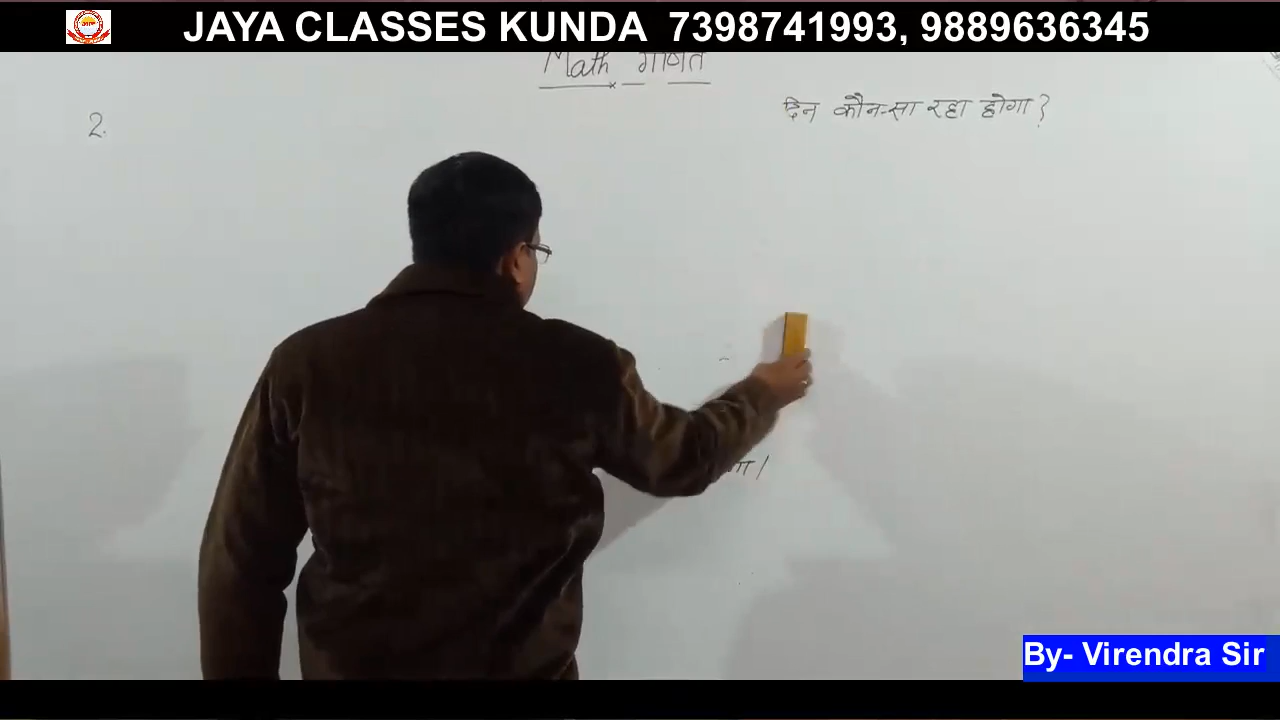 JAYA CLASSES KUNDA 7398741993, 9889636345
Math गणित
दिन कौन-सा रहा होगा?
2.
By- Virendra Sir